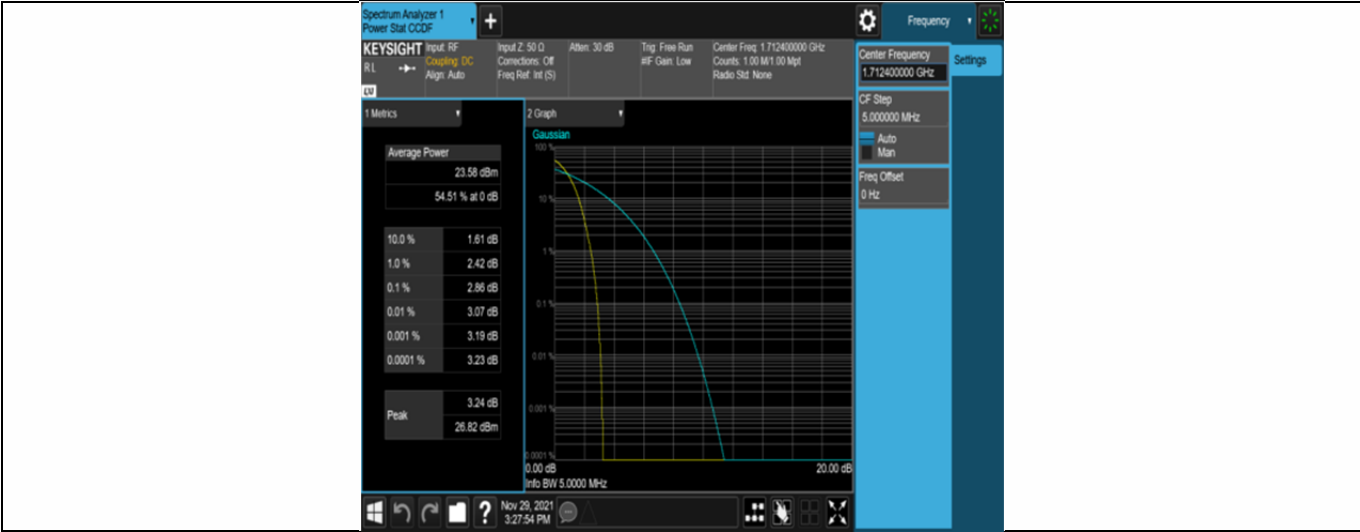 Spectrum Analyzer 1
Power Stat CCDF
+
Frequency
KEYSIGHT
Input: RF
Coupling: DC
Align: Auto
Input Z: 50 Ω
Corrections: Off
Freq Ref: Int (S)
Atten: 30 dB
Trig: Free Run
#IF Gain: Low
Center Freq: 1.712400000 GHz
Counts: 1.00 M/1.00 Mpt
Radio Std: None
R L
LXI
Center Frequency
1.712400000 GHz
Settings
CF Step
5.000000 MHz
Auto
Man
Freq Offset
0 Hz
1 Metrics
Average Power
23.58 dBm
54.51 % at 0 dB
10.0 % 1.61 dB
1.0 % 2.42 dB
0.1 % 2.86 dB
0.01 % 3.07 dB
0.001 % 3.19 dB
0.0001 % 3.23 dB
Peak
3.24 dB
26.82 dBm
2 Graph
Gaussian
100 %
10 %
1 %
0.1 %
0.01 %
0.001 %
0.0001 %
0.00 dB
20.00 dB
Info BW 5.0000 MHz
?
Nov 29, 2021
3:27:54 PM